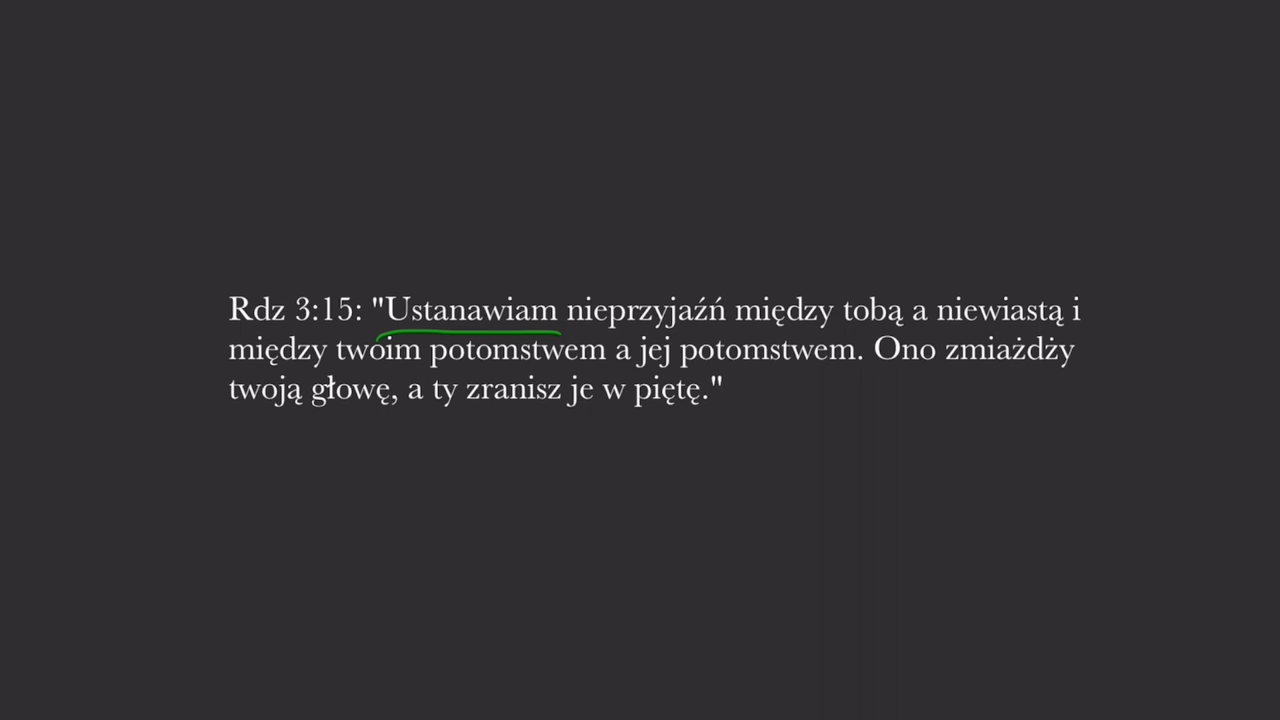 Rdz 3:15: "Ustanawiam nieprzyjaźń między tobą a niewiastą i
między twoim potomstwem a jej potomstwem. Ono zmiażdży
twoją głowę, a ty zranisz je w piętę."